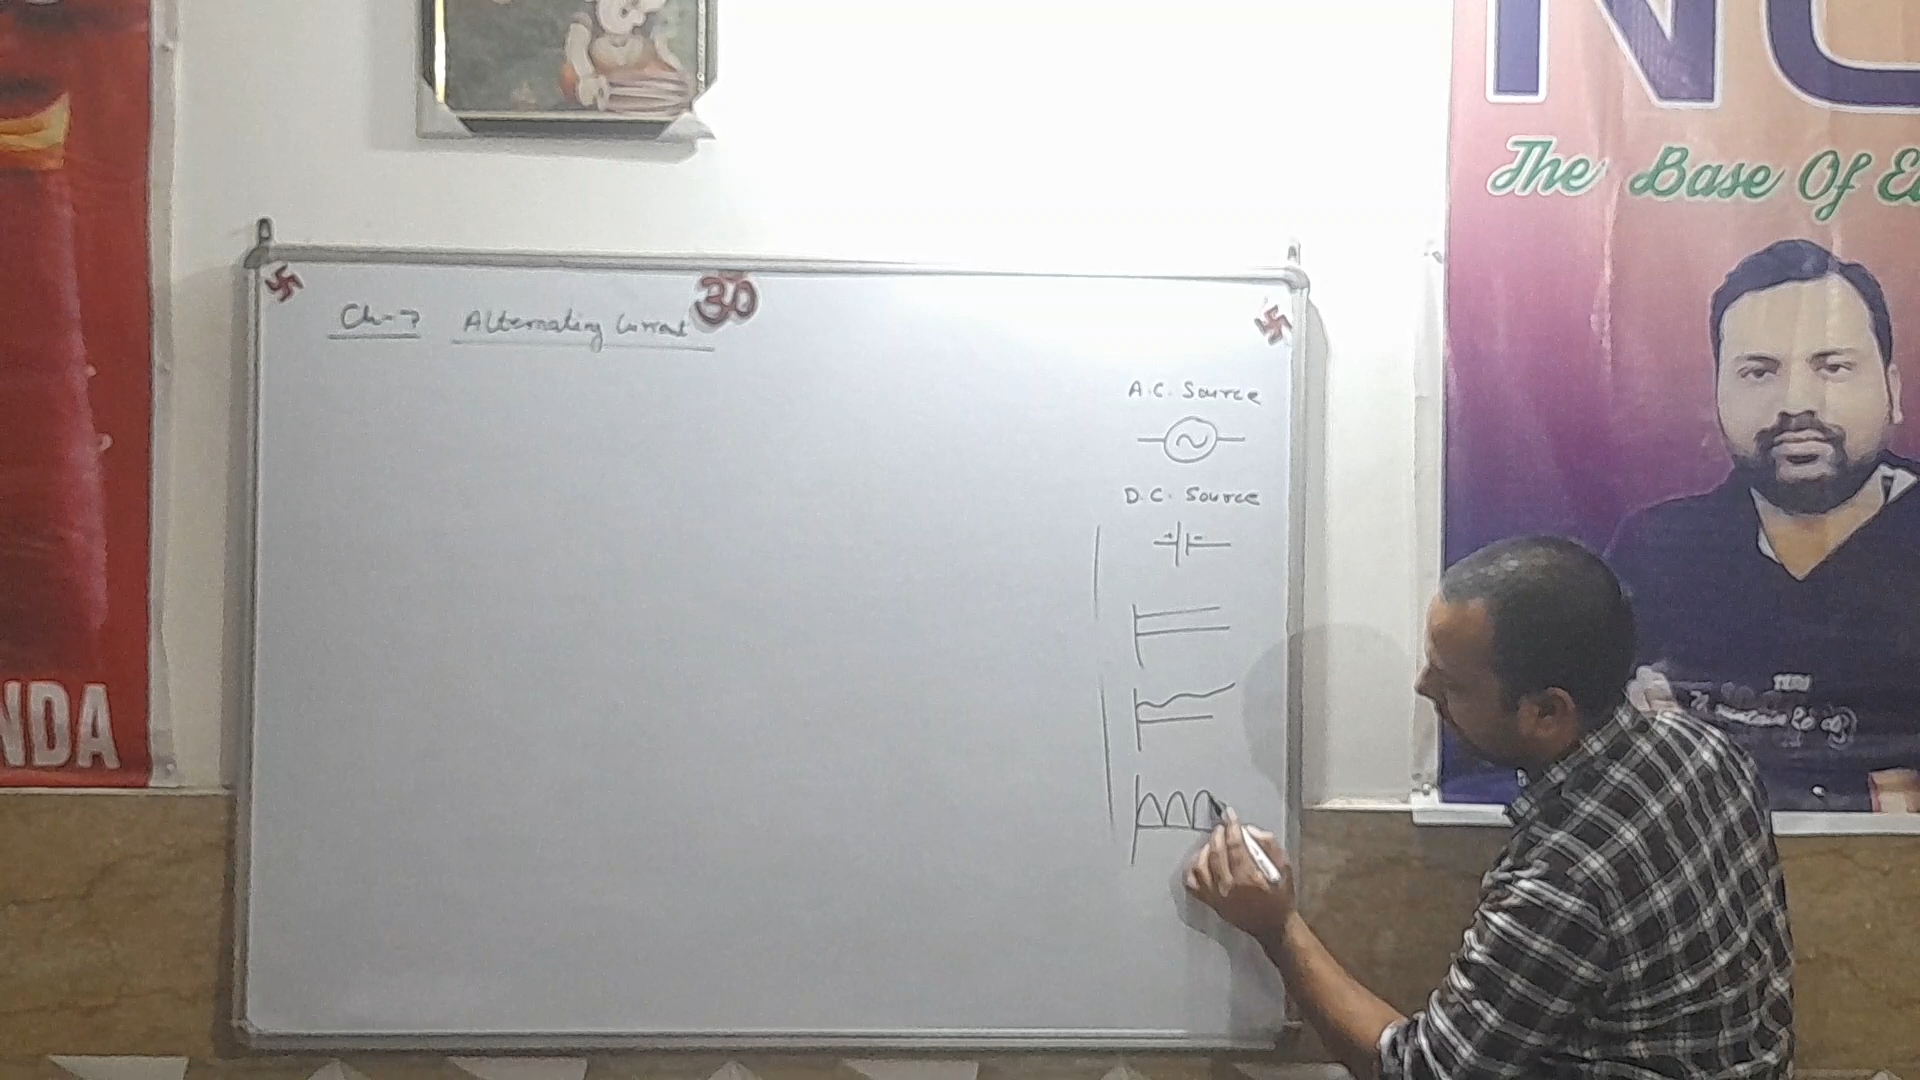 The Base Of
ॐ
Ch-7 Alternating Current
A.C. Source
D.C. Source
+ -
NDA